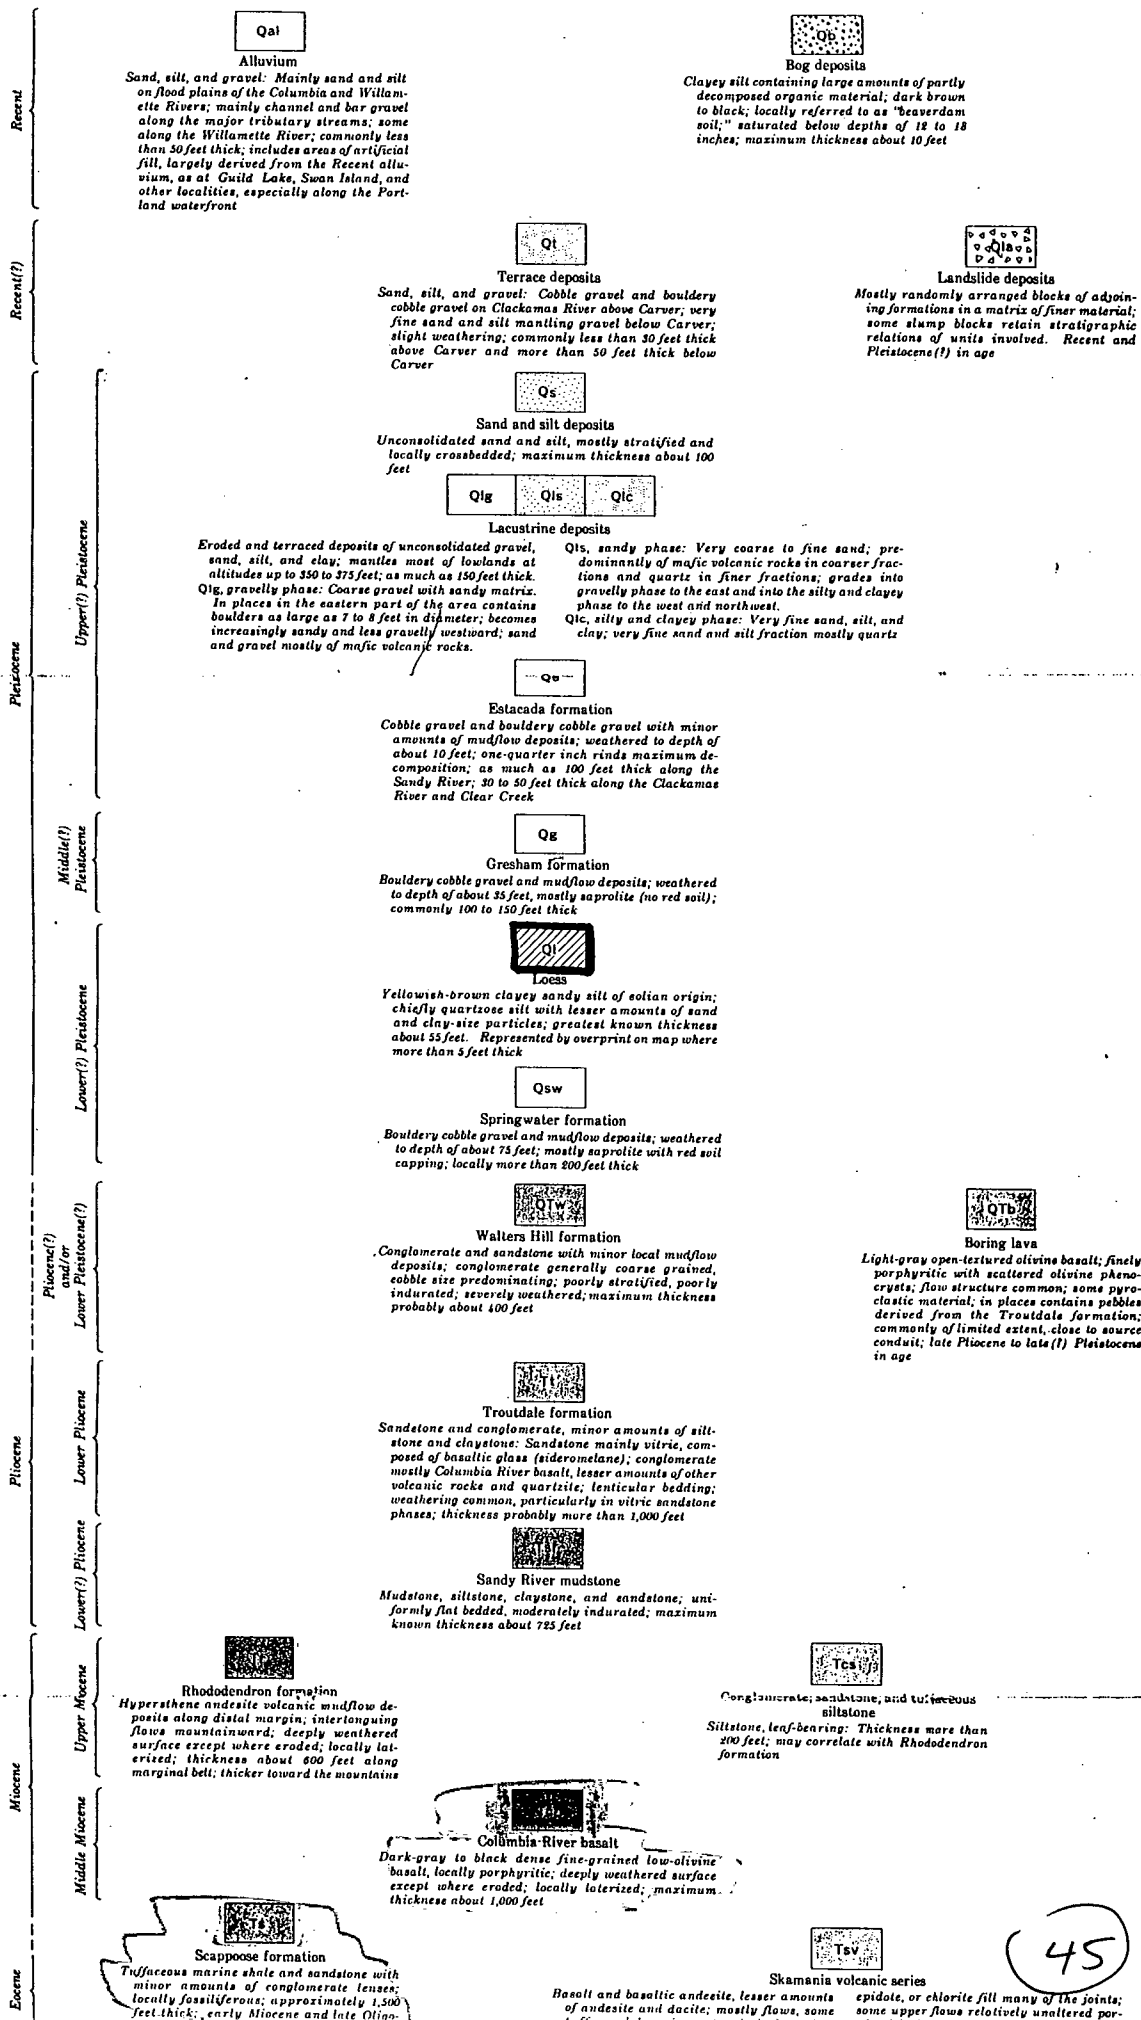 Recent
Qal
Alluvium
Sand, silt, and gravel: Mainly sand and silt
on flood plains of the Columbia and Willam-
ette Rivers; mainly channel and bar gravel
along the major tributary streams; some
along the Willamette River; commonly less
than 50 feet thick; includes areas of artificial
fill, largely derived from the Recent allu-
vium, as at Guild Lake, Swan Island, and
other localities, especially along the Port-
land waterfront
Qb
Bog deposits
Clayey silt containing large amounts of partly
decomposed organic material; dark brown
to black; locally referred to as "beaverdam
soil;" saturated below depths of 12 to 18
inches; maximum thickness about 10 feet
Recent(?)
Qt
Terrace deposits
Sand, silt, and gravel: Cobble gravel and bouldery
cobble gravel on Clackamas River above Carver; very
fine sand and silt mantling gravel below Carver;
slight weathering; commonly less than 30 feet thick
above Carver and more than 50 feet thick below
Carver
Qla
Landslide deposits
Mostly randomly arranged blocks of adjoin-
ing formations in a matrix of finer material;
some slump blocks retain stratigraphic
relations of units involved. Recent and
Pleistocene(?) in age
Pleistocene
Upper(?) Pleistocene
Qs
Sand and silt deposits
Unconsolidated sand and silt, mostly stratified and
locally crossbedded; maximum thickness about 100
feet
Qlg Qls Qlc
Lacustrine deposits
Eroded and terraced deposits of unconsolidated gravel,
sand, silt, and clay; mantles most of lowlands at
altitudes up to 350 to 375 feet; as much as 150 feet thick.
Qlg, gravelly phase: Coarse gravel with sandy matrix.
In places in the eastern part of the area contains
boulders as large as 7 to 8 feet in diameter; becomes
increasingly sandy and less gravelly westward; sand
and gravel mostly of mafic volcanic rocks.
Qls, sandy phase: Very coarse to fine sand; pre-
dominantly of mafic volcanic rocks in coarser frac-
tions and quartz in finer fractions; grades into
gravelly phase to the east and into the silty and clayey
phase to the west and northwest.
Qlc, silty and clayey phase: Very fine sand, silt, and
clay; very fine sand and silt fraction mostly quartz
Estacada formation
Cobble gravel and bouldery cobble gravel with minor
amounts of mudflow deposits; weathered to depth of
about 10 feet; one-quarter inch rinds maximum de-
composition; as much as 100 feet thick along the
Sandy River; 30 to 50 feet thick along the Clackamas
River and Clear Creek
Middle(?)
Pleistocene
Qg
Gresham formation
Bouldery cobble gravel and mudflow deposits; weathered
to depth of about 35 feet, mostly saprolite (no red soil);
commonly 100 to 150 feet thick
Lower(?) Pleistocene
Ql
Loess
Yellowish-brown clayey sandy silt of eolian origin;
chiefly quartzose silt with lesser amounts of sand
and clay-size particles; greatest known thickness
about 55 feet. Represented by overprint on map where
more than 5 feet thick
Qsw
Springwater formation
Bouldery cobble gravel and mudflow deposits; weathered
to depth of about 75 feet; mostly saprolite with red soil
capping; locally more than 200 feet thick
Pliocene(?)
and/or
Lower Pleistocene(?)
QTw
Walters Hill formation
Conglomerate and sandstone with minor local mudflow
deposits; conglomerate generally coarse grained,
cobble size predominating; poorly stratified, poorly
indurated; severely weathered; maximum thickness
probably about 400 feet
QTb
Boring lava
Light-gray open-textured olivine basalt; finely
porphyritic with scattered olivine pheno-
crysts; flow structure common; some pyro-
clastic material; in places contains pebbles
derived from the Troutdale formation;
commonly of limited extent, close to source
conduit; late Pliocene to late(?) Pleistocene
in age
Pliocene
Lower Pliocene
Troutdale formation
Sandstone and conglomerate, minor amounts of silt-
stone and claystone: Sandstone mainly vitric, com-
posed of basaltic glass (sideromelane); conglomerate
mostly Columbia River basalt, lesser amounts of other
volcanic rocks and quartzite; lenticular bedding;
weathering common, particularly in vitric sandstone
phases; thickness probably more than 1,000 feet
Lower(?) Pliocene
Sandy River mudstone
Mudstone, siltstone, claystone, and sandstone; uni-
formly flat bedded, moderately indurated; maximum
known thickness about 725 feet
Miocene
Upper Miocene
Rhododendron formation
Hypersthene andesite volcanic mudflow de-
posits along distal margin; intertonguing
flows mountainward; deeply weathered
surface except where eroded; locally lat-
erized; thickness about 600 feet along
marginal belt; thicker toward the mountains
Tcs
Conglomerate, sandstone, and tuffaceous
siltstone
Siltstone, leaf-bearing: Thickness more than
200 feet; may correlate with Rhododendron
formation
Middle Miocene
Columbia River basalt
Dark-gray to black dense fine-grained low-olivine
basalt, locally porphyritic; deeply weathered surface
except where eroded; locally laterized; maximum
thickness about 1,000 feet
Eocene
Ts
Scappoose formation
Tuffaceous marine shale and sandstone with
minor amounts of conglomerate lenses;
locally fossiliferous; approximately 1,500
feet thick; early Miocene and late Oligo-
Tsv
Skamania volcanic series
Basalt and basaltic andesite, lesser amounts
of andesite and dacite; mostly flows, some
epidote, or chlorite fill many of the joints;
some upper flows relatively unaltered por-
45